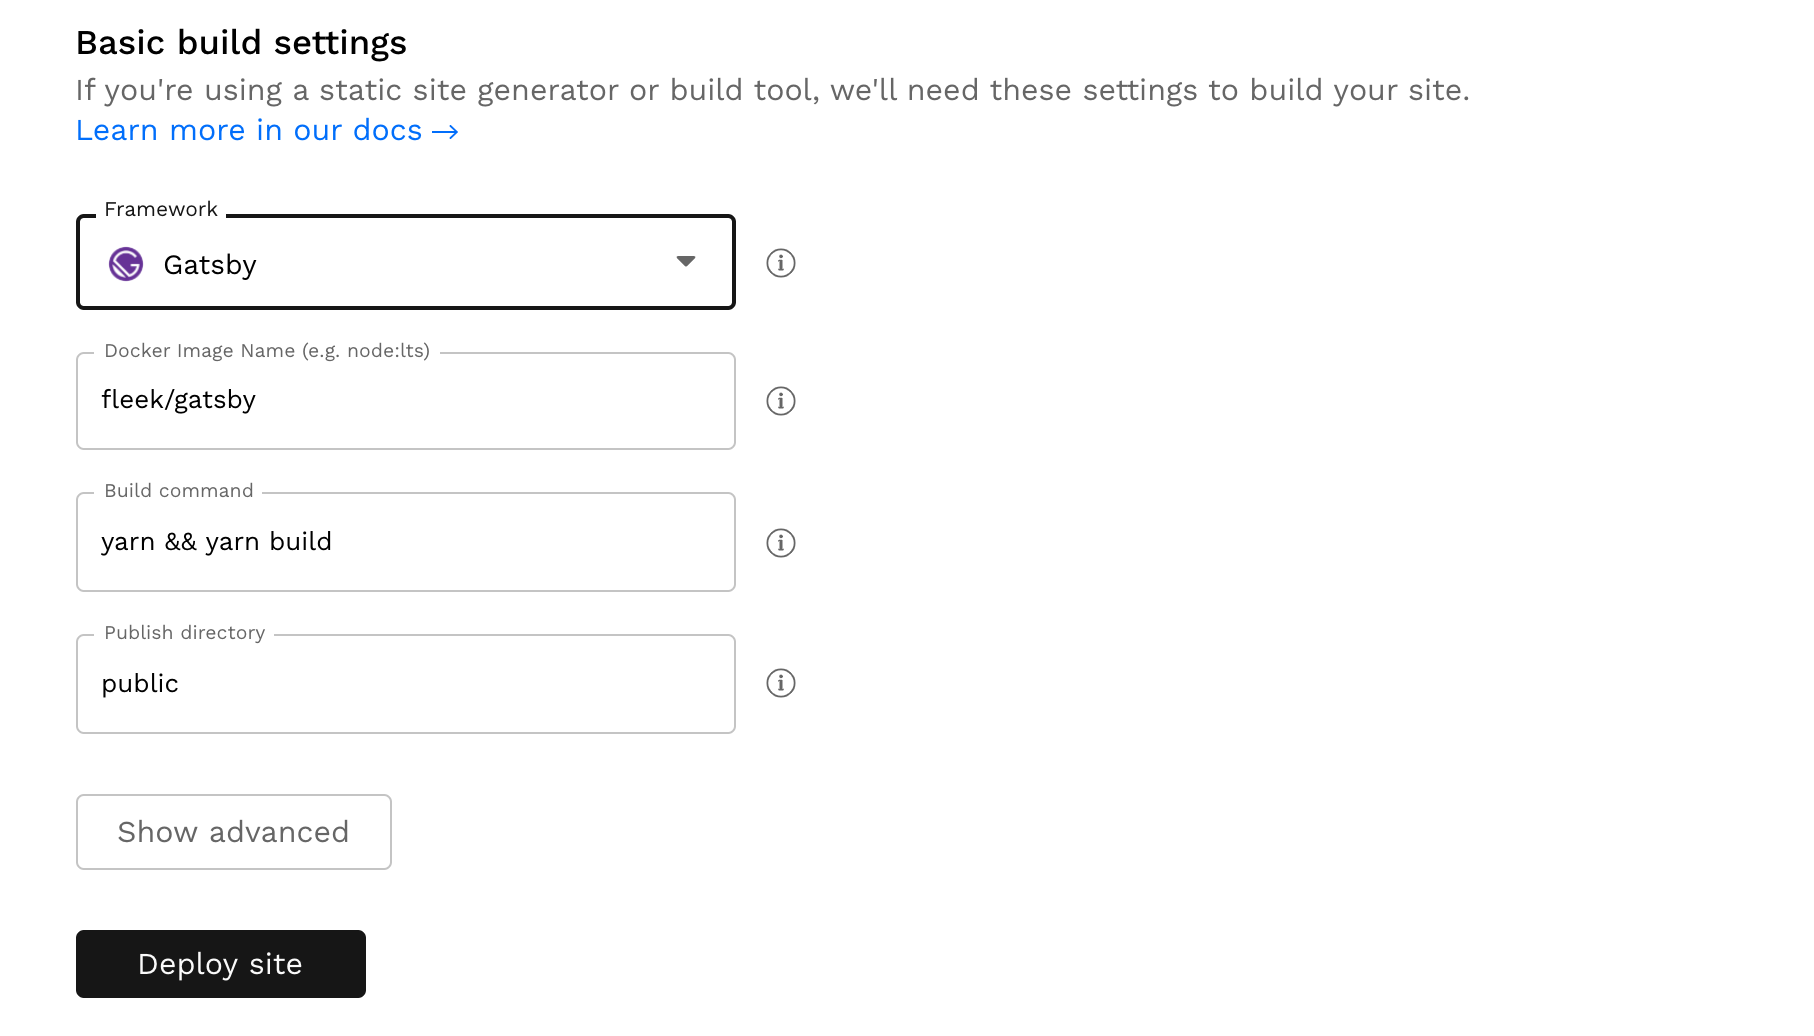 Basic build settings
If you're using a static site generator or build tool, we'll need these settings to build your site.
Learn more in our docs →
Framework
Gatsby
Docker Image Name (e.g. node:lts)
fleek/gatsby
Build command
yarn && yarn build
Publish directory
public
Show advanced
Deploy site